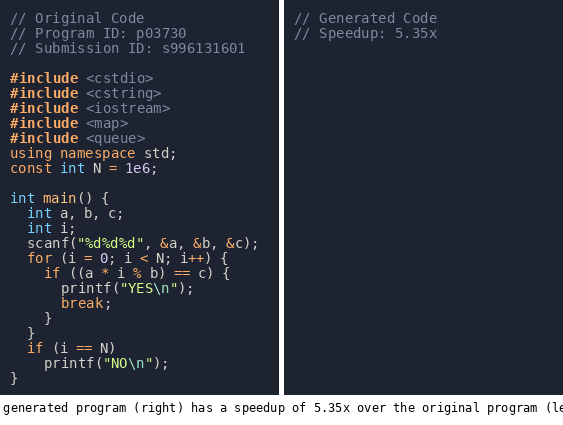 // Original Code
// Program ID: p03730
// Submission ID: s996131601
#include <cstdio>
#include <cstring>
#include <iostream>
#include <map>
#include <queue>
using namespace std;
const int N = 1e6;
int main() {
  int a, b, c;
  int i;
  scanf("%d%d%d", &a, &b, &c);
  for (i = 0; i < N; i++) {
    if ((a * i % b) == c) {
      printf("YES\n");
      break;
    }
  }
  if (i == N)
    printf("NO\n");
}
// Generated Code
// Speedup: 5.35x
generated program (right) has a speedup of 5.35x over the original program (le